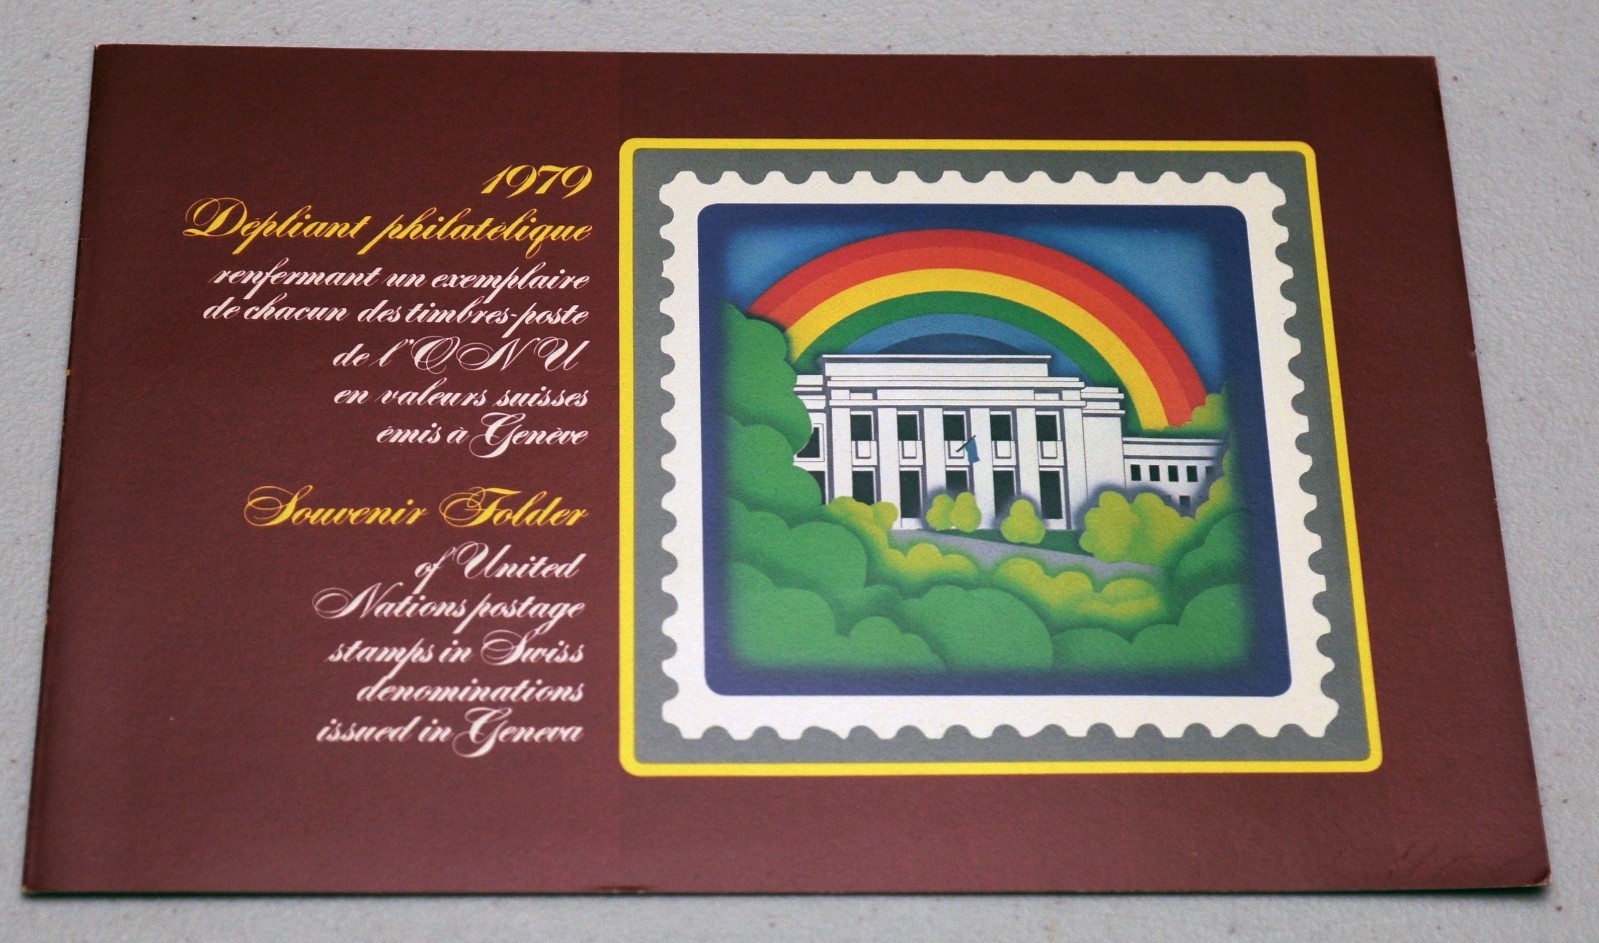 1979
Dépliant philatélique
renfermant un exemplaire
de chacun des timbres-poste
de l'ONU
en valeurs suisses
émis à Genève
Souvenir Folder
of United
Nations postage
stamps in Swiss
denominations
issued in Geneva